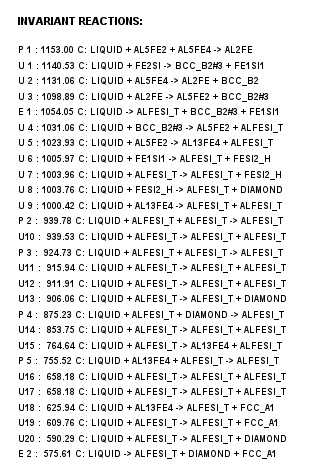 INVARIANT REACTIONS:
P 1 : 1153.00 C: LIQUID + AL5FE2 + AL5FE4 -> AL2FE
U 1 : 1140.53 C: LIQUID + FE2SI -> BCC_B2#3 + FE1SI1
U 2 : 1131.06 C: LIQUID + AL5FE4 -> AL2FE + BCC_B2
U 3 : 1098.89 C: LIQUID + AL2FE -> AL5FE2 + BCC_B2#3
E 1 : 1054.05 C: LIQUID -> ALFESI_T + BCC_B2#3 + FE1SI1
U 4 : 1031.06 C: LIQUID + BCC_B2#3 -> AL5FE2 + ALFESI_T
U 5 : 1023.93 C: LIQUID + AL5FE2 -> AL13FE4 + ALFESI_T
U 6 : 1005.97 C: LIQUID + FE1SI1 -> ALFESI_T + FESI2_H
U 7 : 1003.96 C: LIQUID + ALFESI_T -> ALFESI_T + FESI2_H
U 8 : 1003.76 C: LIQUID + FESI2_H -> ALFESI_T + DIAMOND
U 9 : 1000.42 C: LIQUID + AL13FE4 -> ALFESI_T + ALFESI_T
P 2 : 939.78 C: LIQUID + ALFESI_T + ALFESI_T -> ALFESI_T
U10 : 939.53 C: LIQUID + ALFESI_T -> ALFESI_T + ALFESI_T
P 3 : 924.73 C: LIQUID + ALFESI_T + ALFESI_T -> ALFESI_T
U11 : 915.94 C: LIQUID + ALFESI_T -> ALFESI_T + ALFESI_T
U12 : 911.91 C: LIQUID + ALFESI_T -> ALFESI_T + ALFESI_T
U13 : 906.06 C: LIQUID + ALFESI_T -> ALFESI_T + DIAMOND
P 4 : 875.23 C: LIQUID + ALFESI_T + DIAMOND -> ALFESI_T
U14 : 853.75 C: LIQUID + ALFESI_T -> ALFESI_T + ALFESI_T
U15 : 764.64 C: LIQUID + ALFESI_T -> AL13FE4 + ALFESI_T
P 5 : 755.52 C: LIQUID + AL13FE4 + ALFESI_T -> ALFESI_T
U16 : 658.18 C: LIQUID + ALFESI_T -> ALFESI_T + ALFESI_T
U17 : 658.18 C: LIQUID + ALFESI_T -> ALFESI_T + ALFESI_T
U18 : 625.94 C: LIQUID + AL13FE4 -> ALFESI_T + FCC_A1
U19 : 609.76 C: LIQUID + ALFESI_T -> ALFESI_T + FCC_A1
U20 : 590.29 C: LIQUID + ALFESI_T -> ALFESI_T + DIAMOND
E 2 : 575.61 C: LIQUID -> ALFESI_T + DIAMOND + FCC_A1